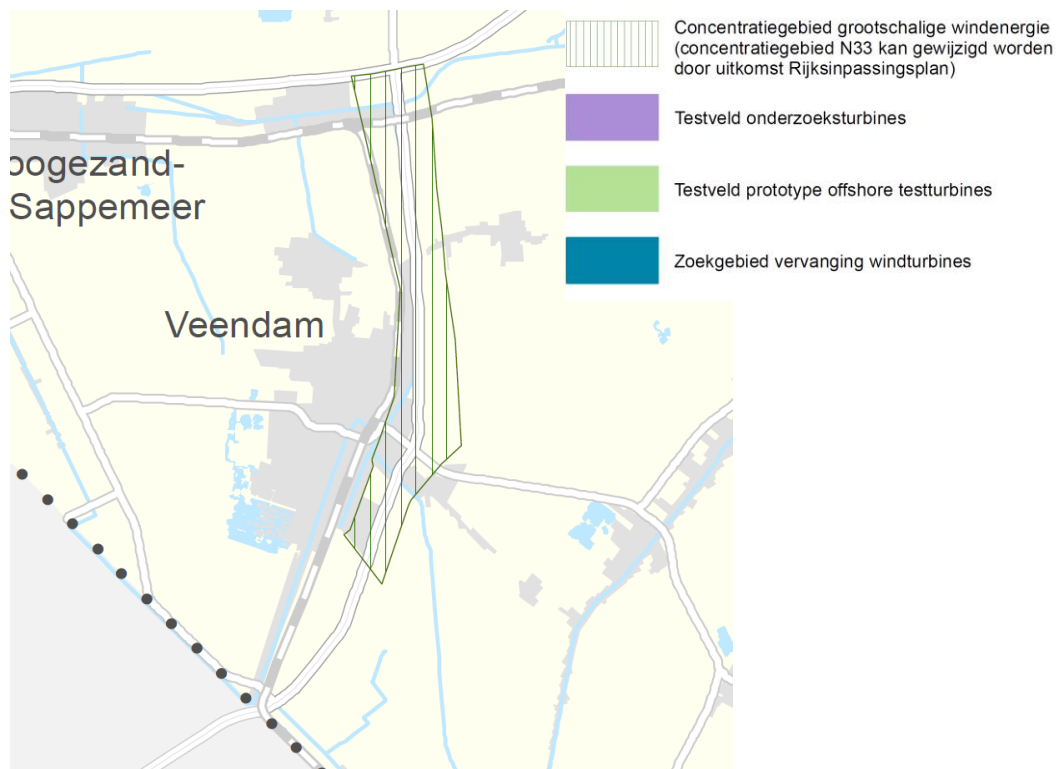 Concentratiegebied grootschalige windenergie
(concentratiegebied N33 kan gewijzigd worden
door uitkomst Rijksinpassingsplan)
Testveld onderzoeksturbines
Testveld prototype offshore testturbines
Zoekgebied vervanging windturbines
oogezand-
Sappemeer
Veendam